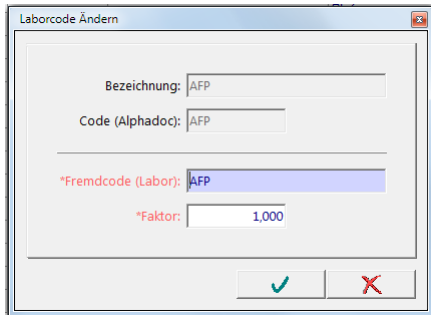 Laborcode Ändern
Bezeichnung: AFP
Code (Alphadoc): AFP
*Fremdcode (Labor): AFP
*Faktor: 1,000